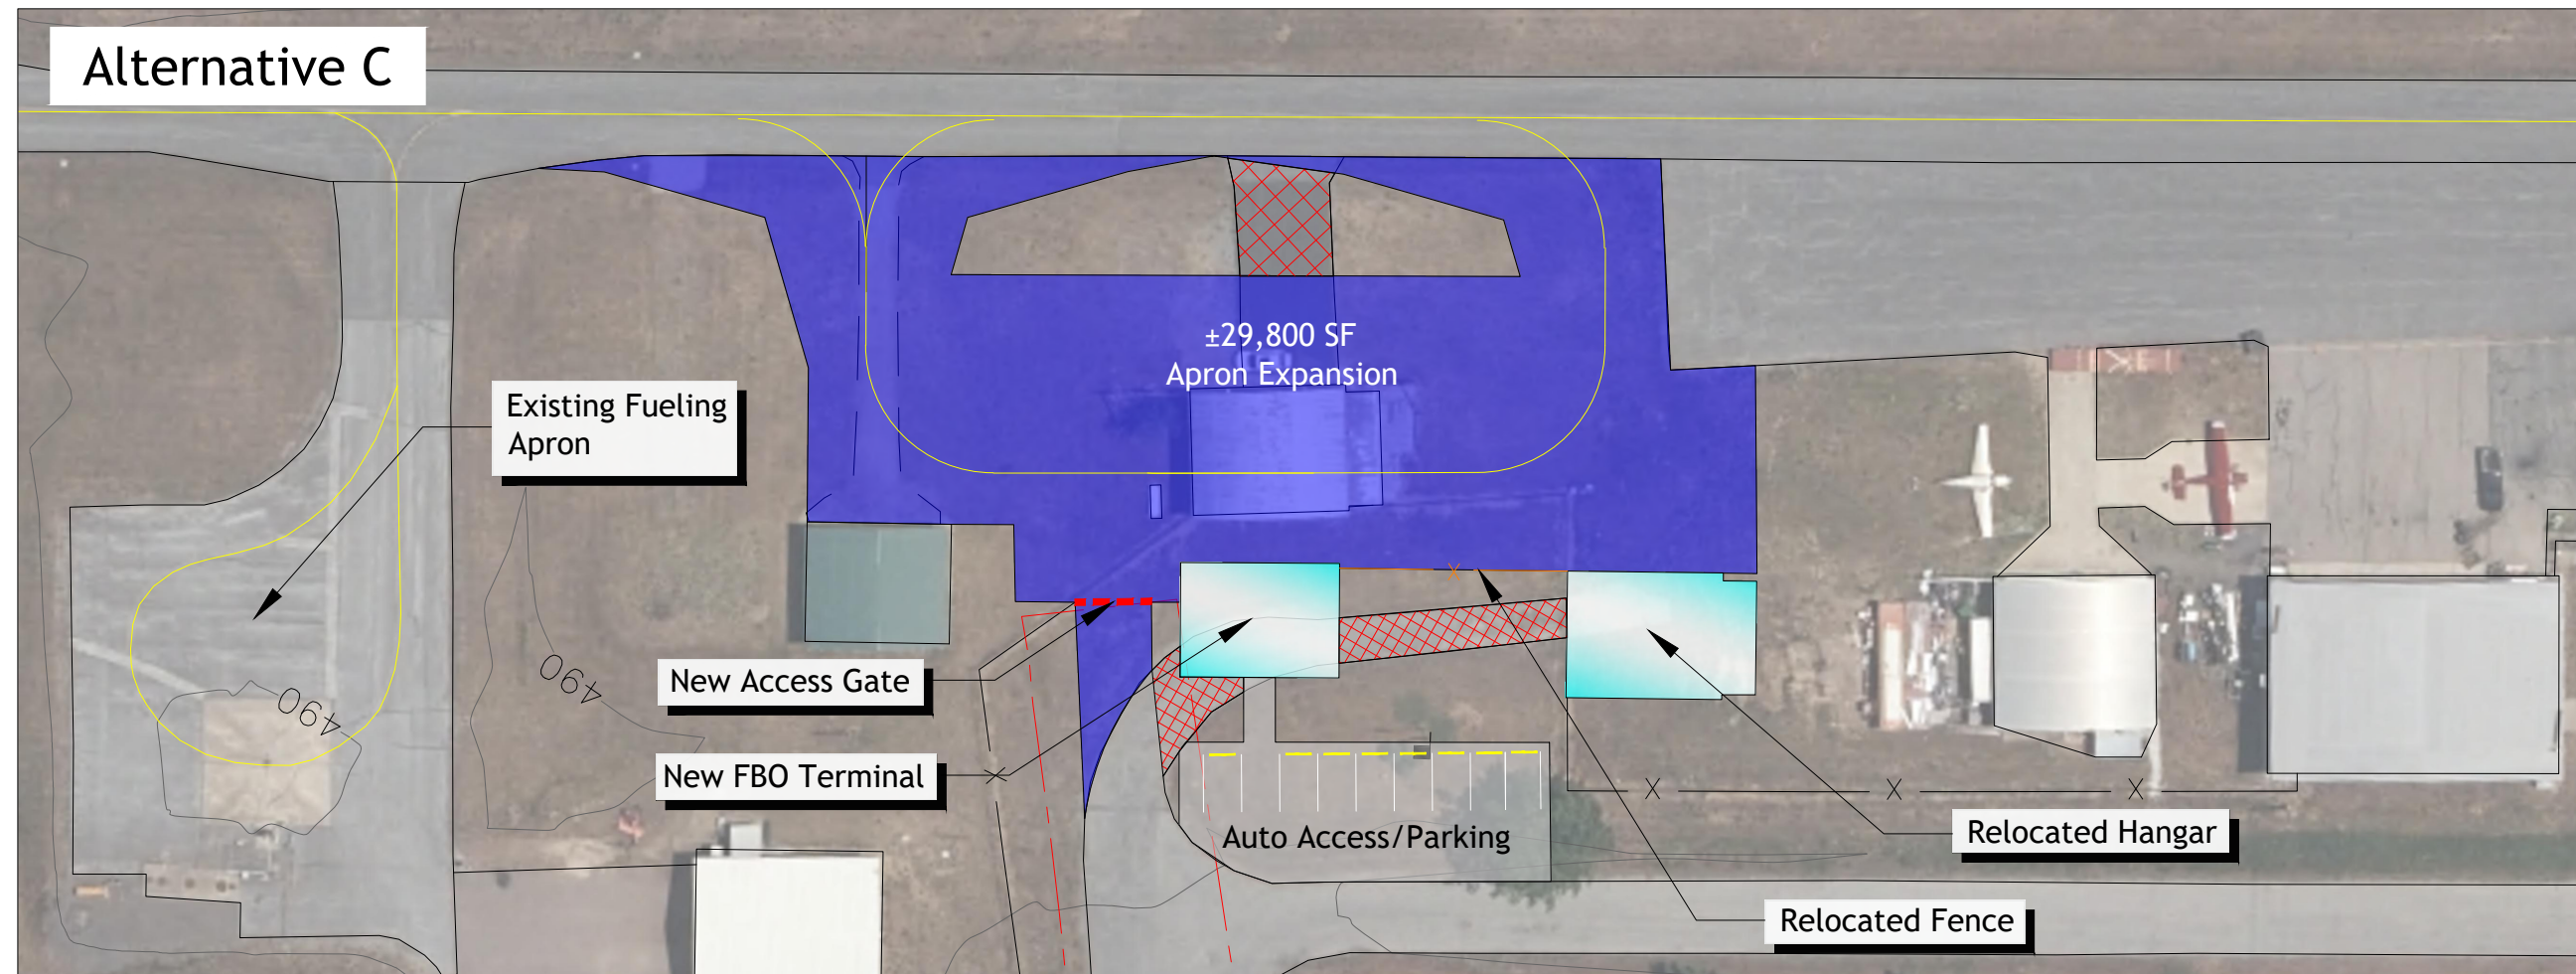 Alternative C
±29,800 SF
Apron Expansion
Existing Fueling
Apron
490
490
New Access Gate
New FBO Terminal
Auto Access/Parking
Relocated Hangar
Relocated Fence
X
X
X
X
X